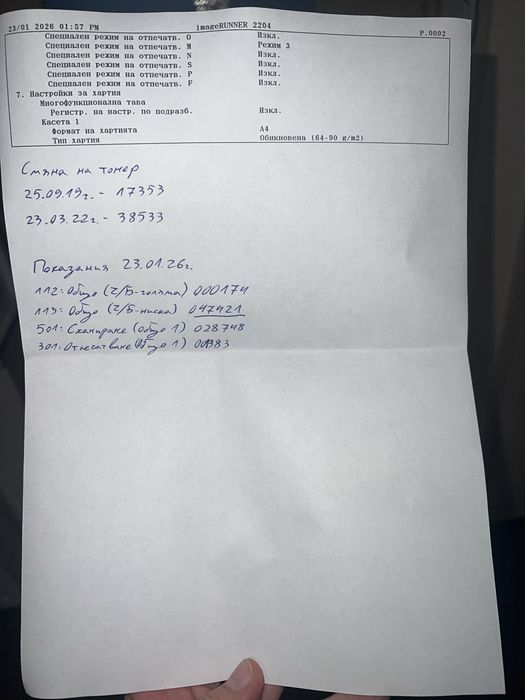 23/01 2026 01:57 PM imageRUNNER 2204 P.0002
Специален режим на отпечатв. O Изкл.
Специален режим на отпечатв. M Режим 3
Специален режим на отпечатв. N Изкл.
Специален режим на отпечатв. S Изкл.
Специален режим на отпечатв. P Изкл.
Специален режим на отпечатв. F Изкл.
7. Настройки за хартия
Многофункционална тава
Регистр. на настр. по подразб. Изкл.
Касета 1
Формат на хартията A4
Тип хартия Обикновена (64-90 g/m2)
Смяна на тонер
25.09.19г. - 17353
23.03.22г. - 38533
Показания 23.01.26г.
112: Общо (Ч/Б-голяма) 000174
113: Общо (Ч/Б-ниска) 047421
501: Сканиране (общо 1) 028748
301: Отпечатване (Общо 1)